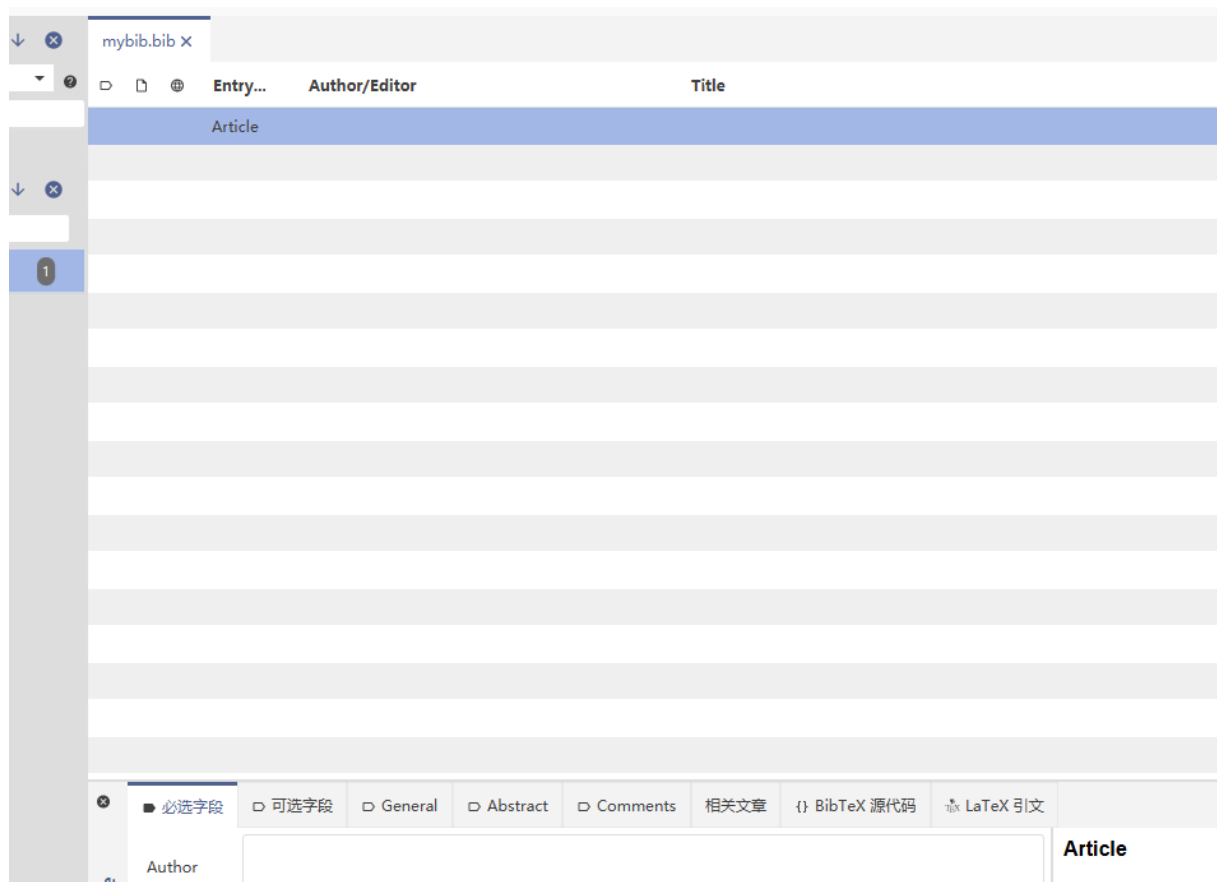 mybib.bib
Entry... Author/Editor Title
Article
1
必选字段 可选字段 General Abstract Comments 相关文章 {} BibTeX 源代码 LaTeX 引文
Author
Article